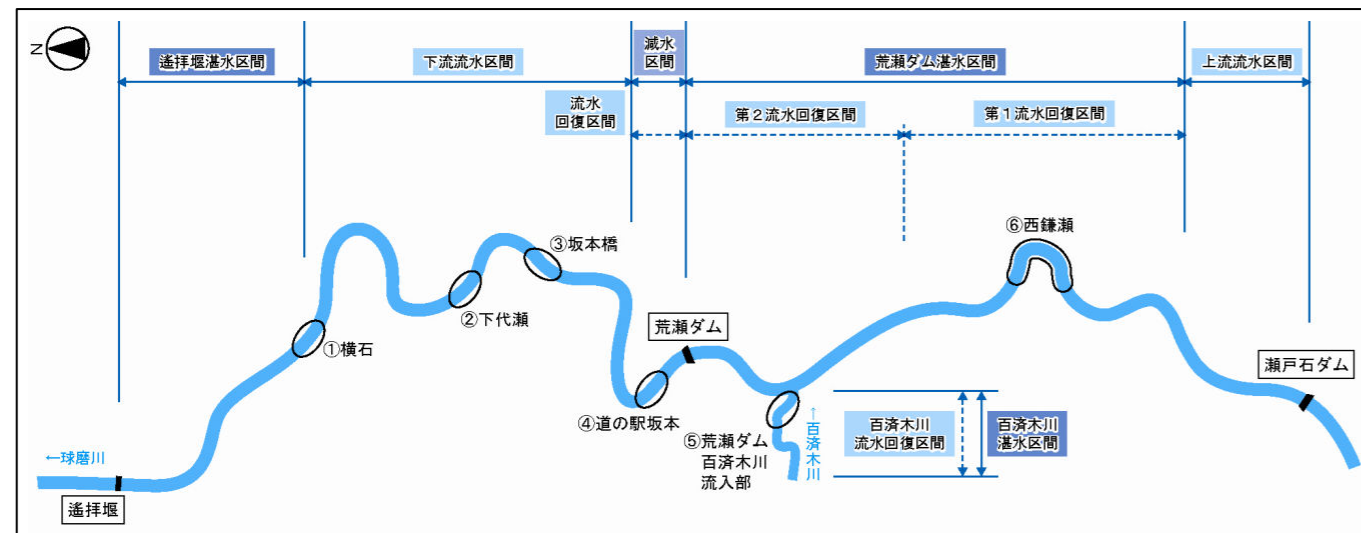 N
遙拝堰湛水区間
下流流水区間
減水
区間
荒瀬ダム湛水区間
上流流水区間
流水
回復区間
第2流水回復区間
第1流水回復区間
⑥西鎌瀬
③坂本橋
②下代瀬
①横石
荒瀬ダム
瀬戸石ダム
④道の駅坂本
⑤荒瀬ダム
百済木川
流入部
←百済木川
百済木川
流水回復区間
百済木川
湛水区間
←球磨川
遙拝堰